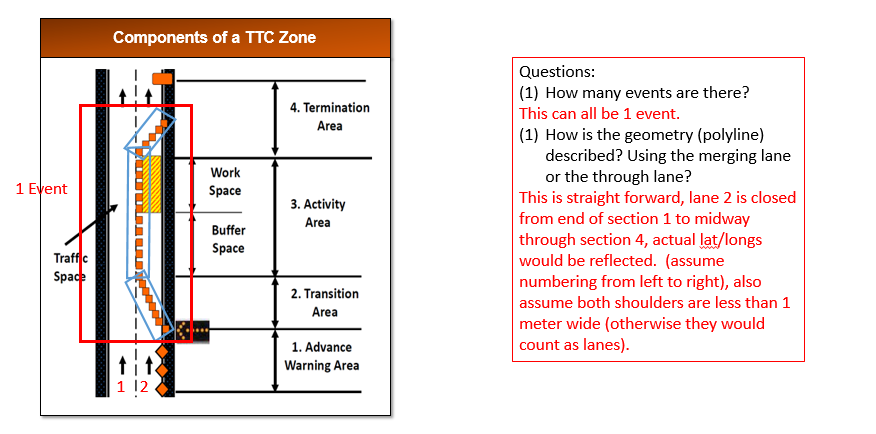 Components of a TTC Zone
4. Termination
Area
Work
Space
1 Event
3. Activity
Area
Buffer
Space
Traffic
Space
2. Transition
Area
1. Advance
Warning Area
1 2
Questions:
(1) How many events are there?
This can all be 1 event.
(1) How is the geometry (polyline)
described? Using the merging lane
or the through lane?
This is straight forward, lane 2 is closed
from end of section 1 to midway
through section 4, actual lat/longs
would be reflected. (assume
numbering from left to right), also
assume both shoulders are less than 1
meter wide (otherwise they would
count as lanes).